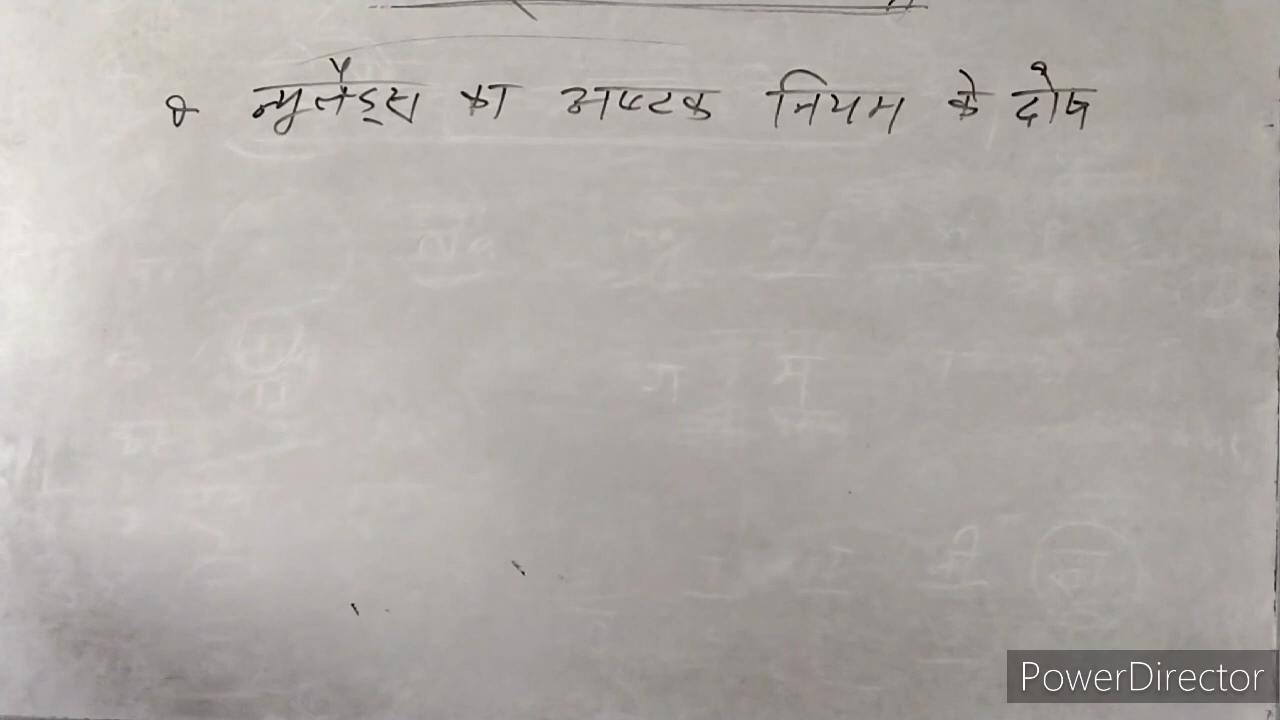 न्युलैंड्स का अष्टक नियम के दोष
PowerDirector